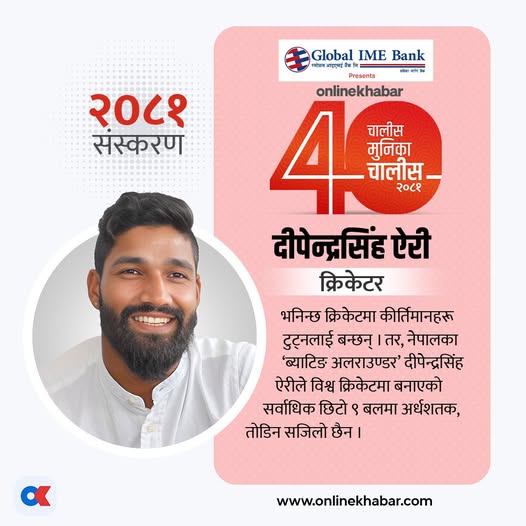 Global IME Bank
ग्लोबल आइएमई बैंक लि.
Presents
onlinekhabar
40
चालीस
मुनिका
चालीस
२०८१
२०८१
संस्करण
दीपेन्द्रसिंह ऐरी
क्रिकेटर
भनिन्छ क्रिकेटमा कीर्तिमानहरू
टुट्नलाई बन्छन् । तर, नेपालका
‘ब्याटिङ अलराउण्डर’ दीपेन्द्रसिंह
ऐरीले विश्व क्रिकेटमा बनाएको
सर्वाधिक छिटो ९ बलमा अर्धशतक,
तोडिन सजिलो छैन ।
www.onlinekhabar.com